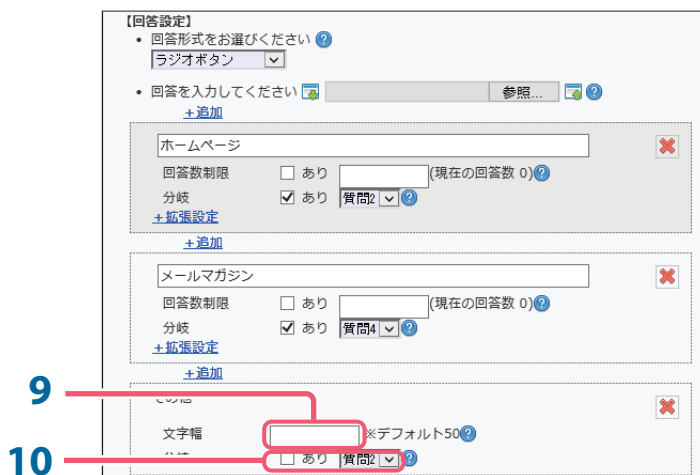 【回答設定】
• 回答形式をお選びください ?
ラジオボタン
• 回答を入力してください 参照... ?
+追加
ホームページ
回答数制限 あり (現在の回答数 0) ?
分岐 あり 質問2 ?
+拡張設定
+追加
メールマガジン
回答数制限 あり (現在の回答数 0) ?
分岐 あり 質問4 ?
+拡張設定
+追加
その他
9
文字幅 ※デフォルト50 ?
10
分岐 あり 質問2 ?